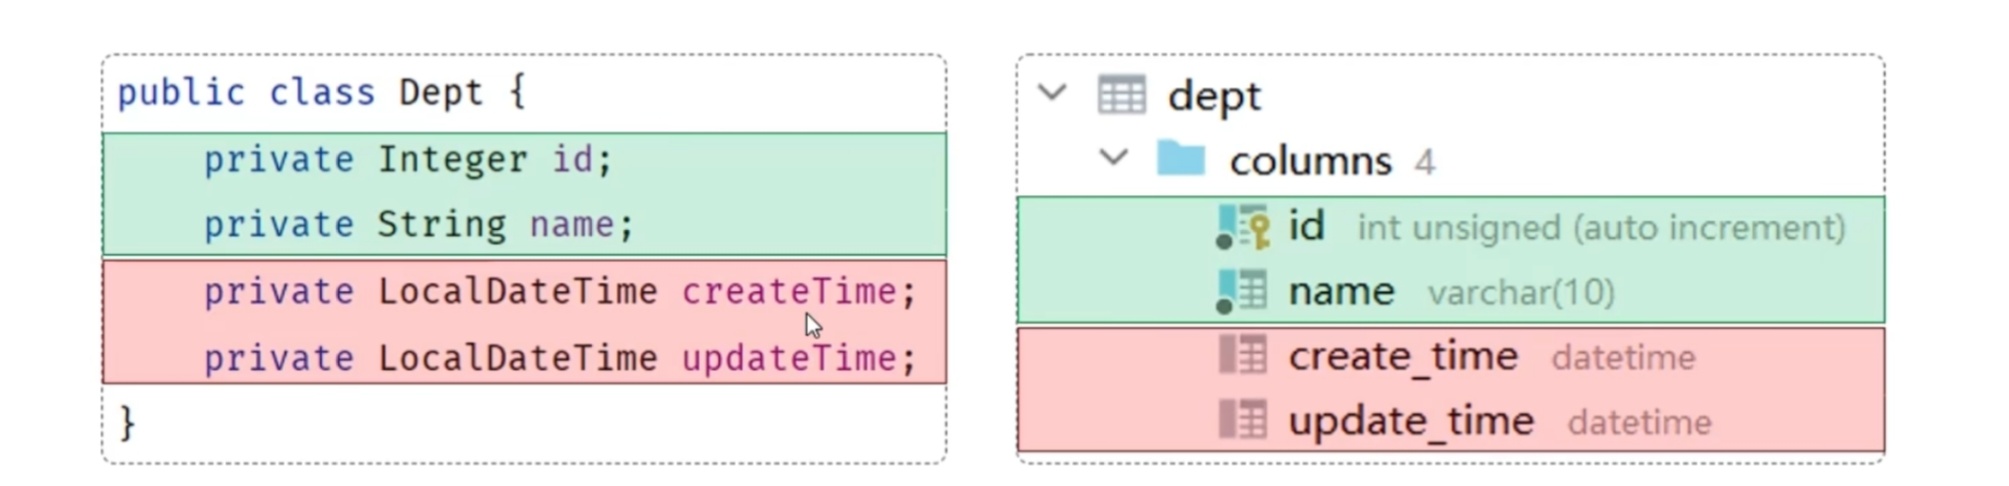 public class Dept {
private Integer id;
private String name;
private LocalDateTime createTime;
private LocalDateTime updateTime;
}
dept
columns 4
id int unsigned (auto increment)
name varchar(10)
create_time datetime
update_time datetime